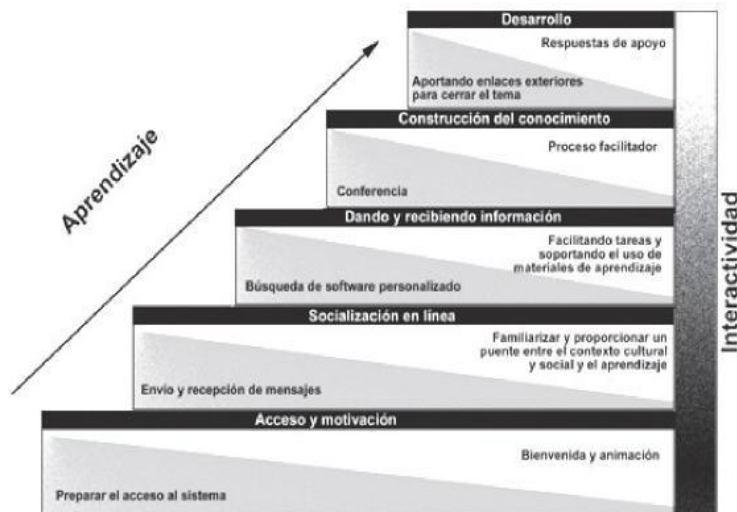 Desarrollo
Respuestas de apoyo
Aportando enlaces exteriores
para cerrar el tema
Construcción del conocimiento
Proceso facilitador
Conferencia
Dando y recibiendo información
Facilitando tareas y
soportando el uso de
materiales de aprendizaje
Búsqueda de software personalizado
Socialización en línea
Familiarizar y proporcionar un
puente entre el contexto cultural
y social y el aprendizaje
Envío y recepción de mensajes
Acceso y motivación
Bienvenida y animación
Preparar el acceso al sistema
Aprendizaje
Interactividad